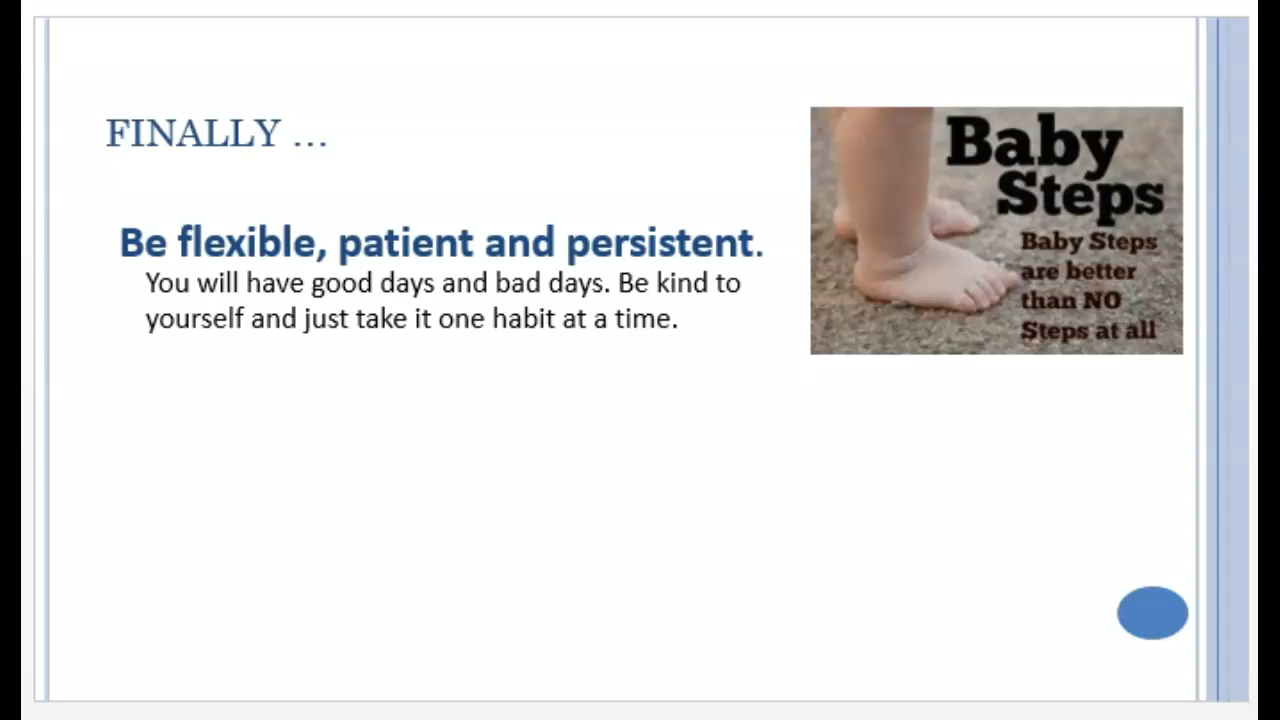 FINALLY …
Be flexible, patient and persistent.
You will have good days and bad days. Be kind to
yourself and just take it one habit at a time.
Baby
Steps
Baby Steps
are better
than NO
Steps at all